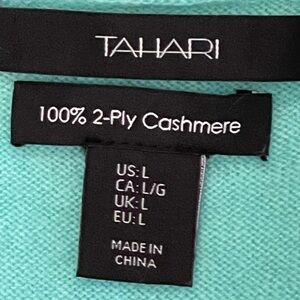 TAHARI
100% 2-Ply Cashmere
US: L
CA: L/G
UK: L
EU: L
MADE IN
CHINA